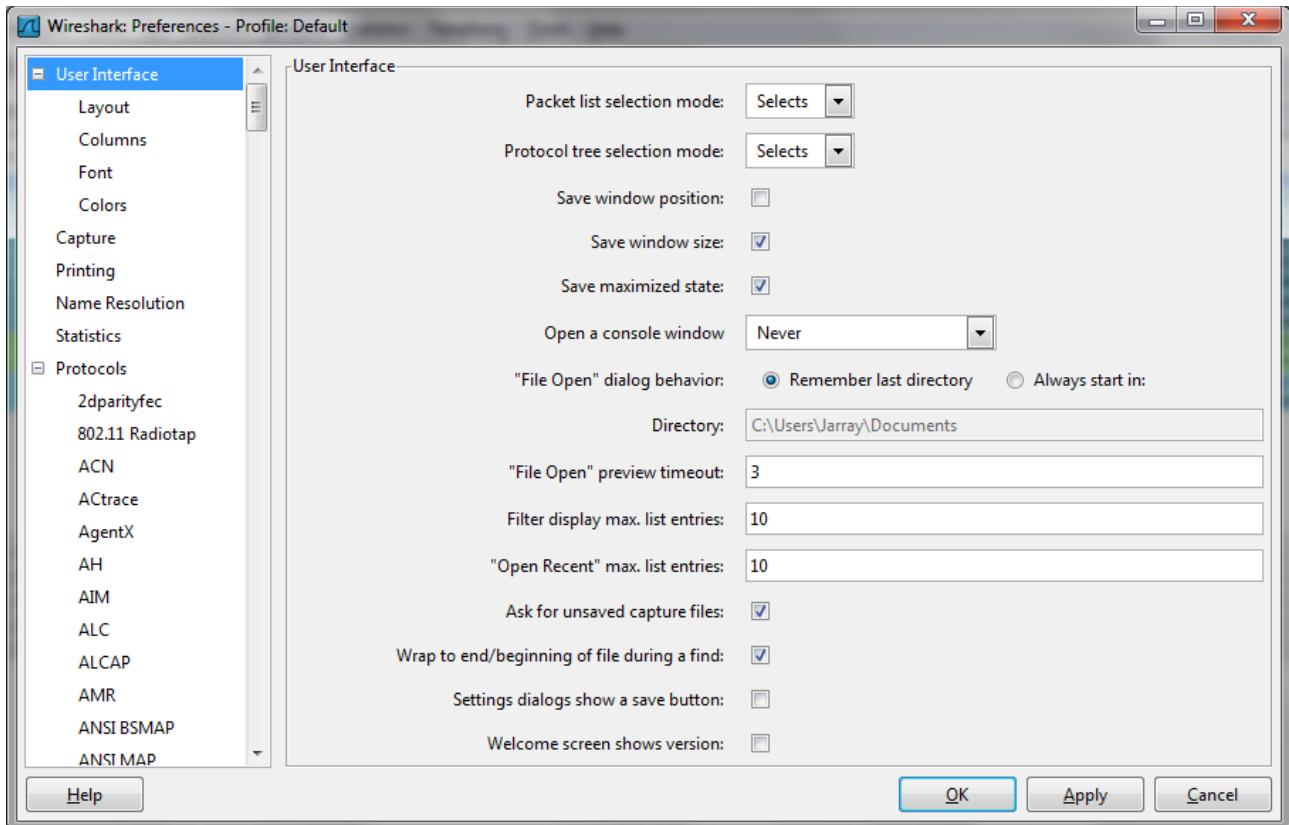 Wireshark: Preferences - Profile: Default
User Interface
Layout
Columns
Font
Colors
Capture
Printing
Name Resolution
Statistics
Protocols
2dparityfec
802.11 Radiotap
ACN
ACtrace
AgentX
AH
AIM
ALC
ALCAP
AMR
ANSI BSMAP
ANSI MAP
User Interface
Packet list selection mode: Selects
Protocol tree selection mode: Selects
Save window position:
Save window size:
Save maximized state:
Open a console window Never
"File Open" dialog behavior: Remember last directory Always start in:
Directory: C:\Users\Jarray\Documents
"File Open" preview timeout: 3
Filter display max. list entries: 10
"Open Recent" max. list entries: 10
Ask for unsaved capture files:
Wrap to end/beginning of file during a find:
Settings dialogs show a save button:
Welcome screen shows version:
Help OK Apply Cancel